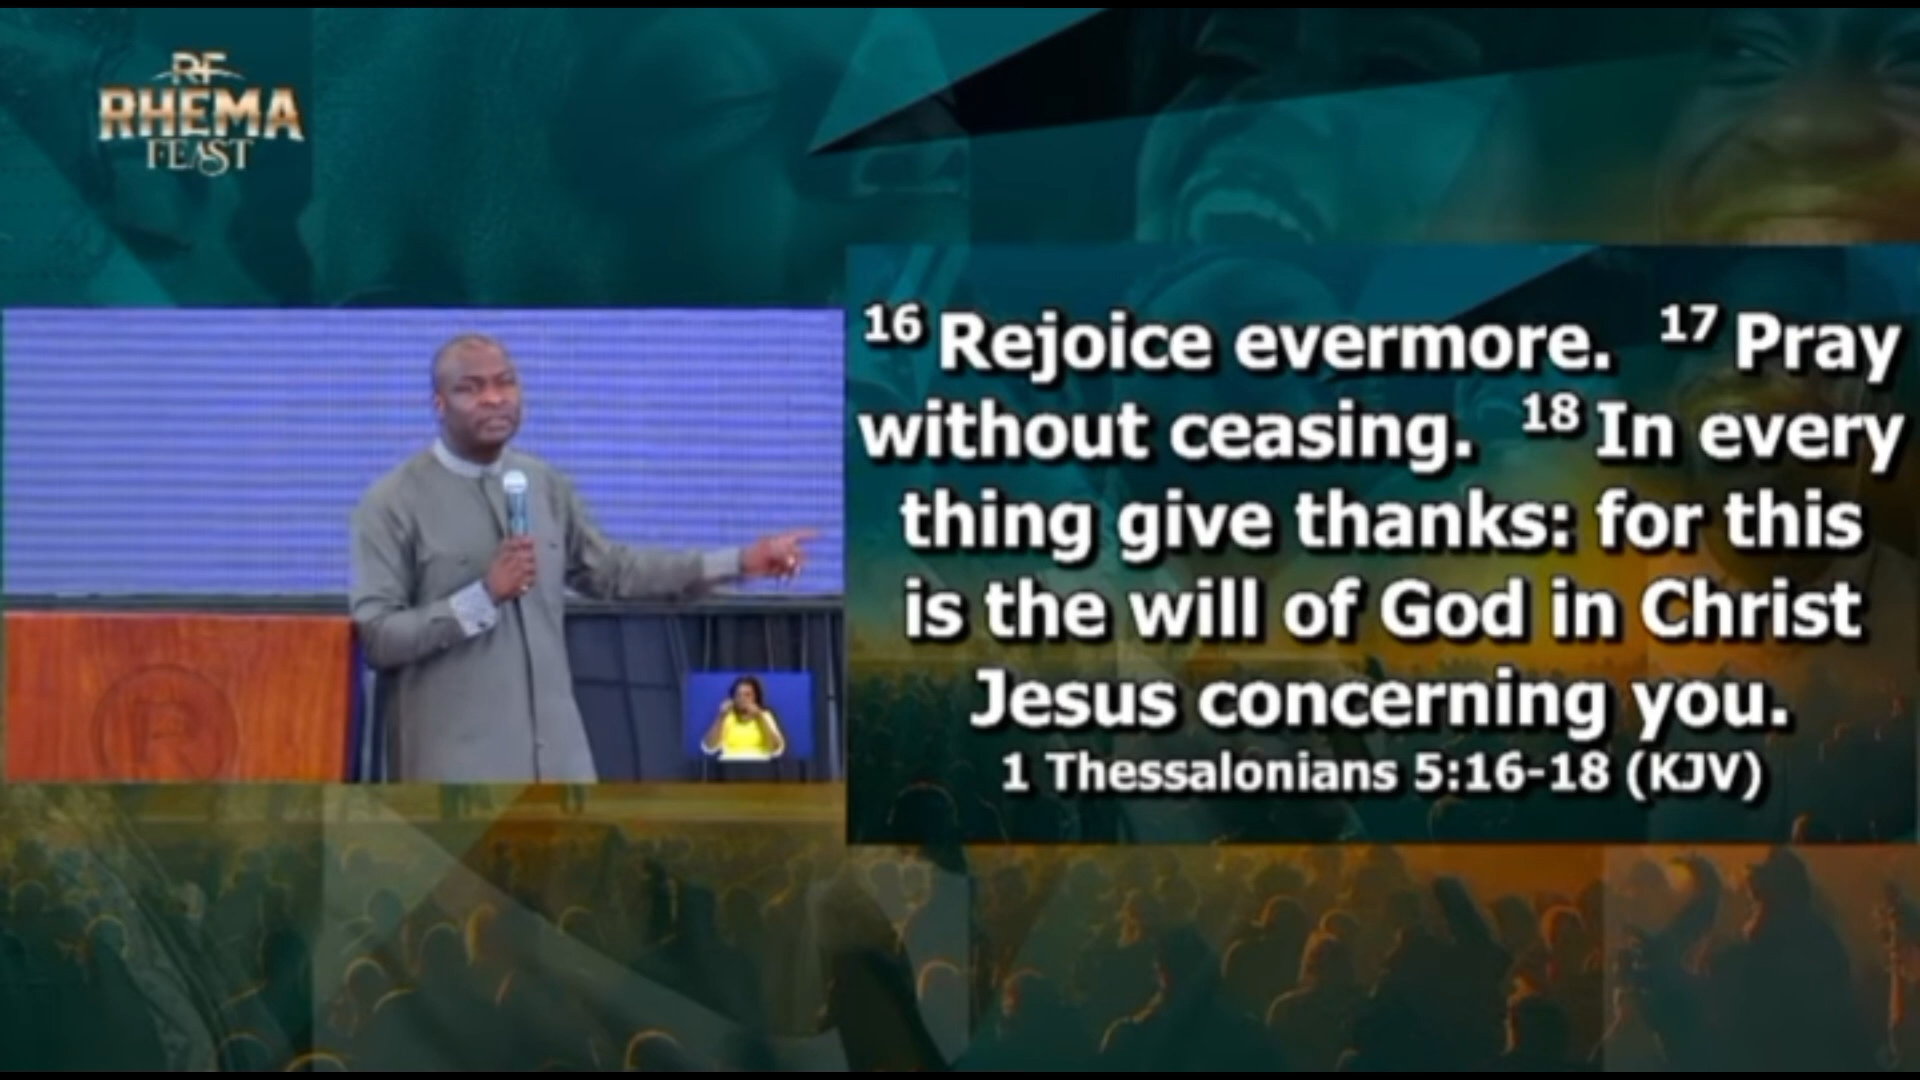 RF
RHEMA
FEAST
16 Rejoice evermore. 17 Pray
without ceasing. 18 In every
thing give thanks: for this
is the will of God in Christ
Jesus concerning you.
1 Thessalonians 5:16-18 (KJV)
R